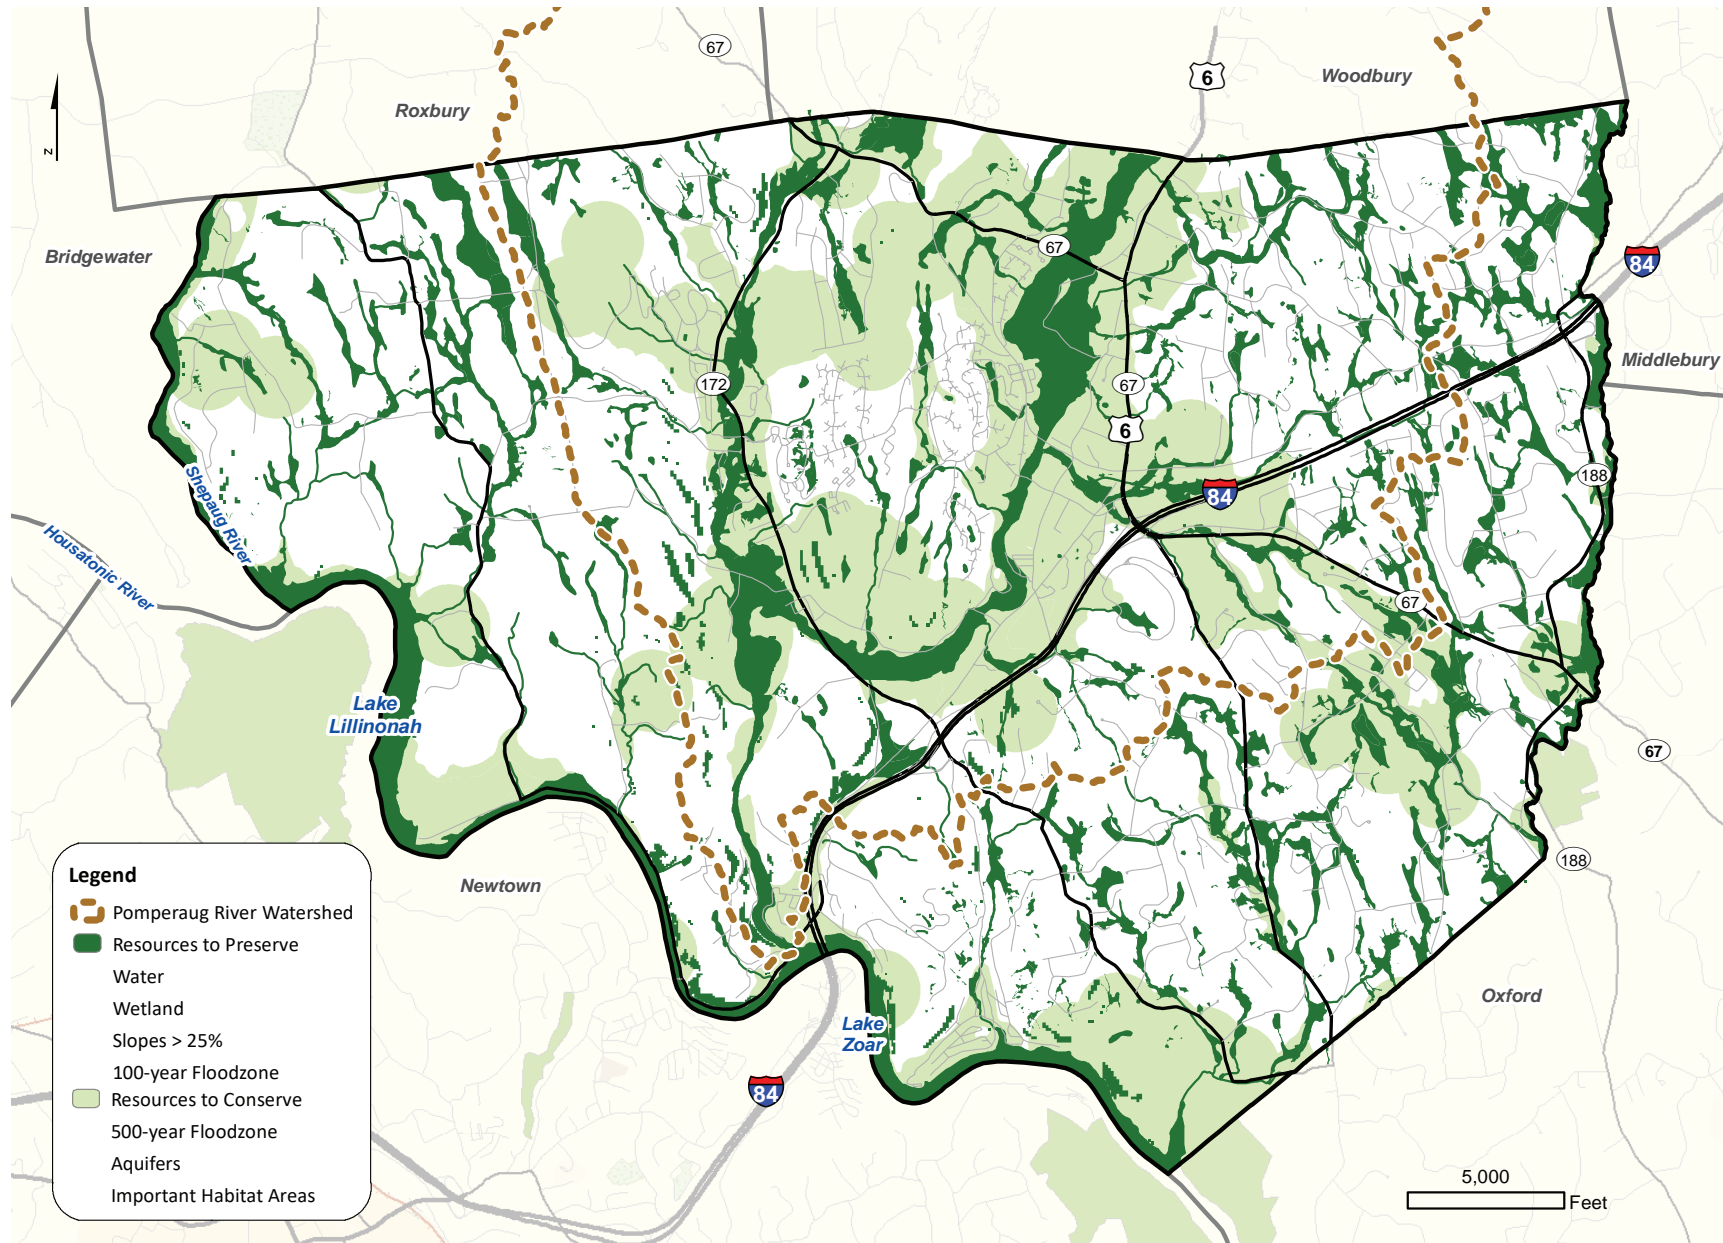 67
Woodbury
6
Roxbury
z
Bridgewater
67
84
Middlebury
172
67
6
188
84
Shepaug River
Housatonic River
67
Lake
Lillinonah
67
188
Newtown
Oxford
Lake
Zoar
84
Legend
Pomperaug River Watershed
Resources to Preserve
Water
Wetland
Slopes > 25%
100-year Floodzone
Resources to Conserve
500-year Floodzone
Aquifers
Important Habitat Areas
5,000
Feet